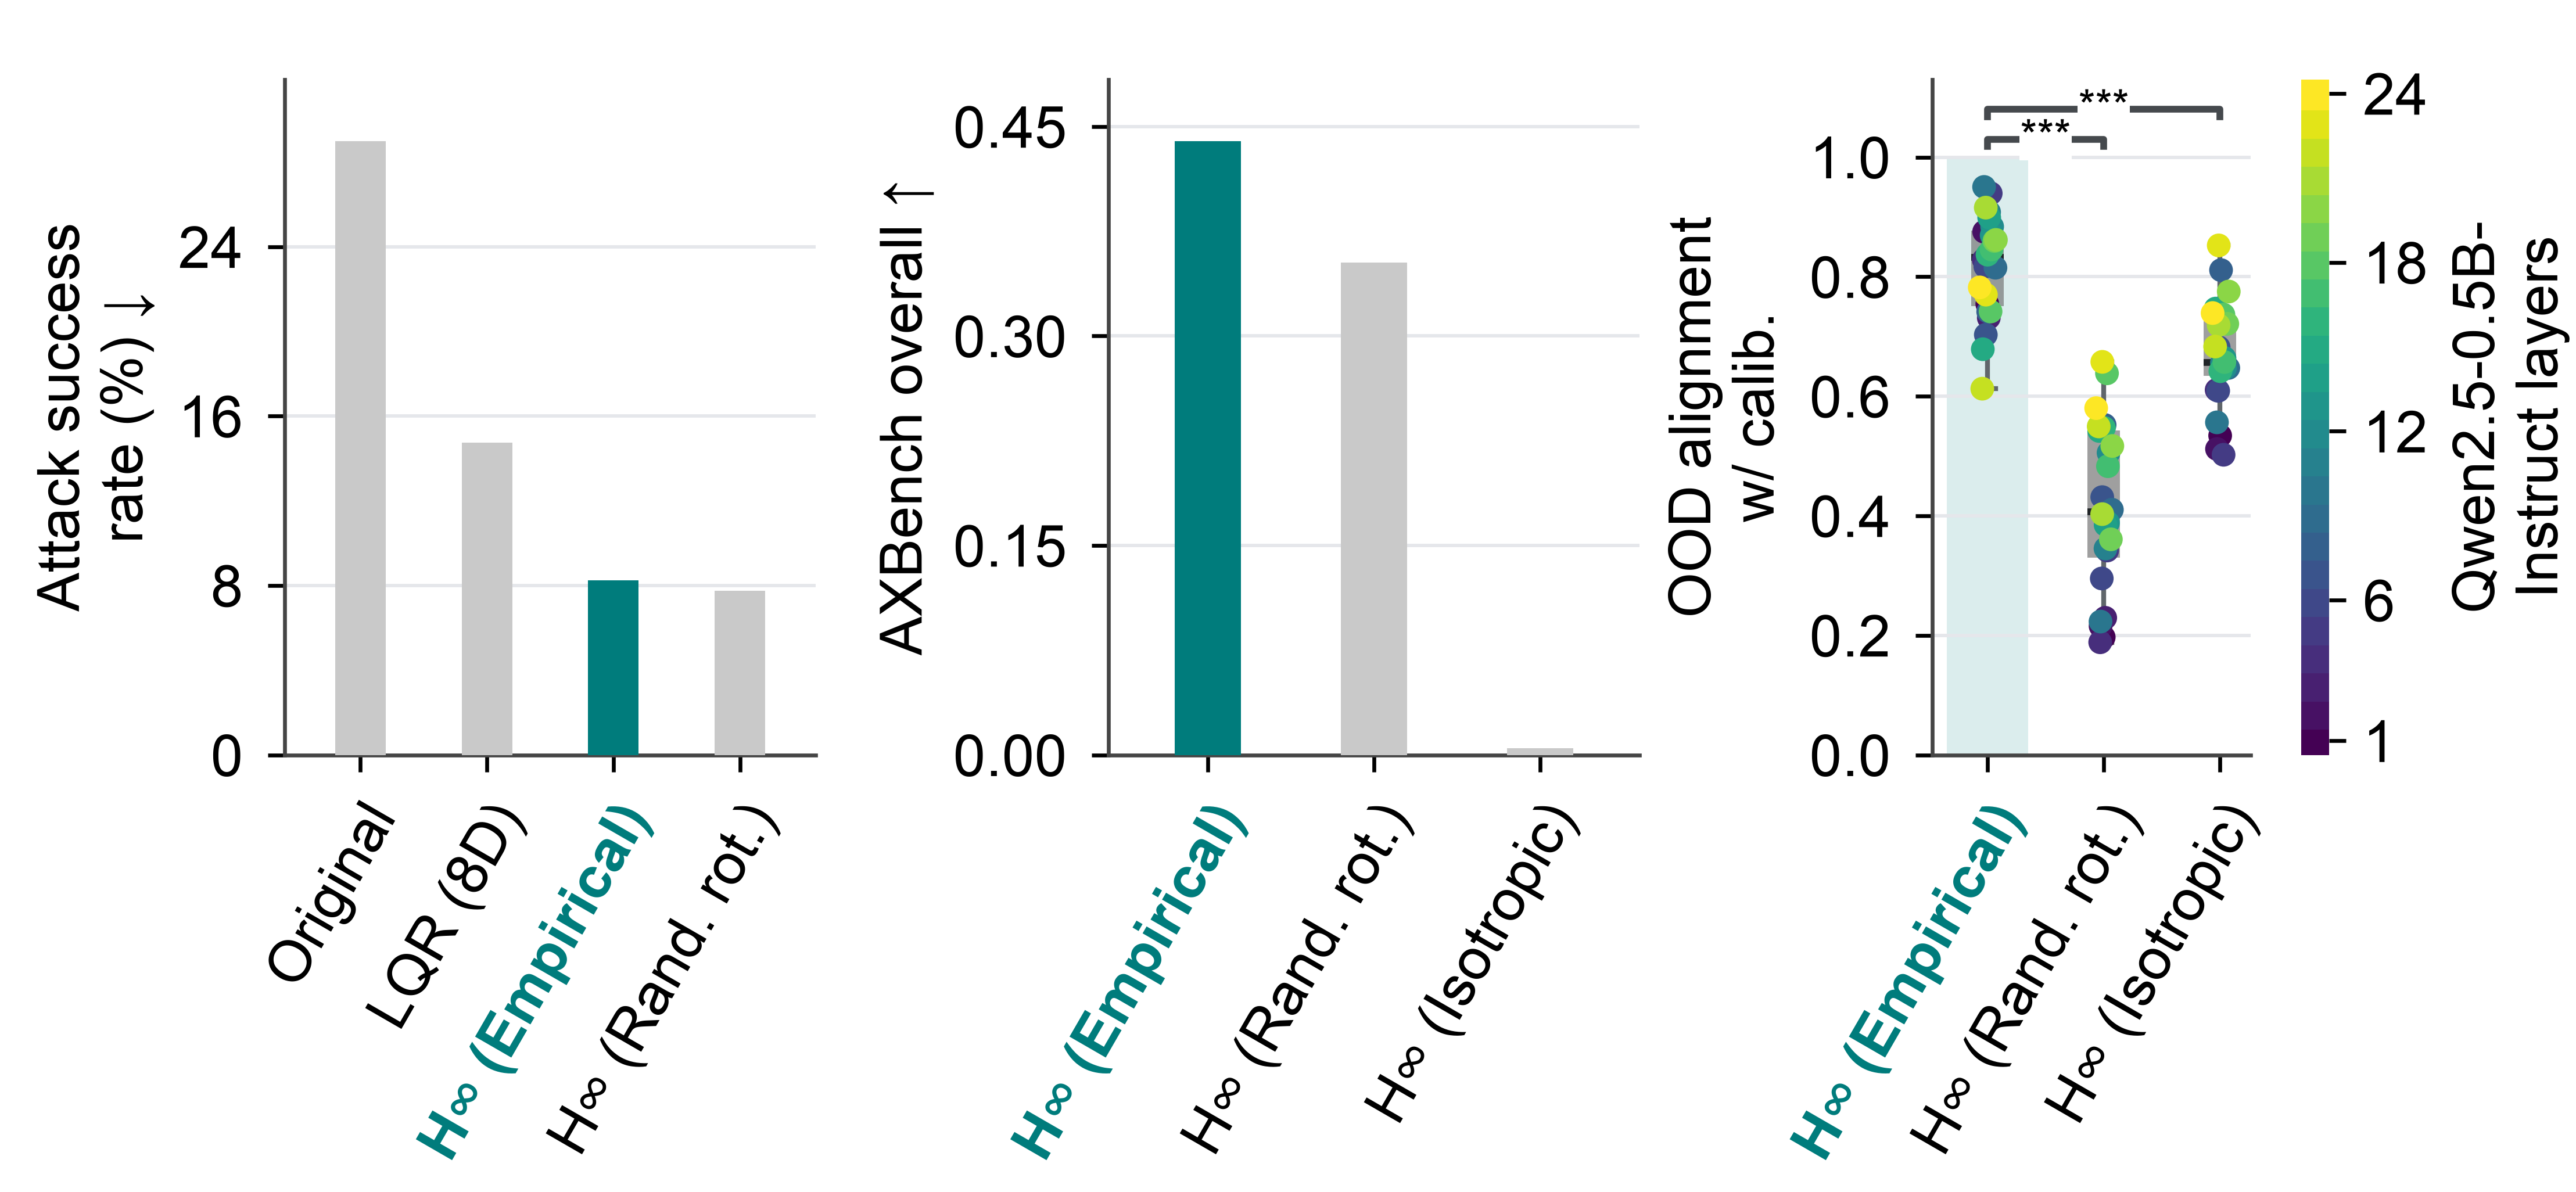 Attack success
rate (%) ↓
24
16
8
0
Original
LQR (8D)
H∞ (Empirical)
H∞ (Rand. rot.)
AXBench overall ↑
0.45
0.30
0.15
0.00
H∞ (Empirical)
H∞ (Rand. rot.)
H∞ (Isotropic)
OOD alignment
w/ calib.
1.0
0.8
0.6
0.4
0.2
0.0
***
***
H∞ (Empirical)
H∞ (Rand. rot.)
H∞ (Isotropic)
24
18
12
6
1
Qwen2.5-0.5B-
Instruct layers